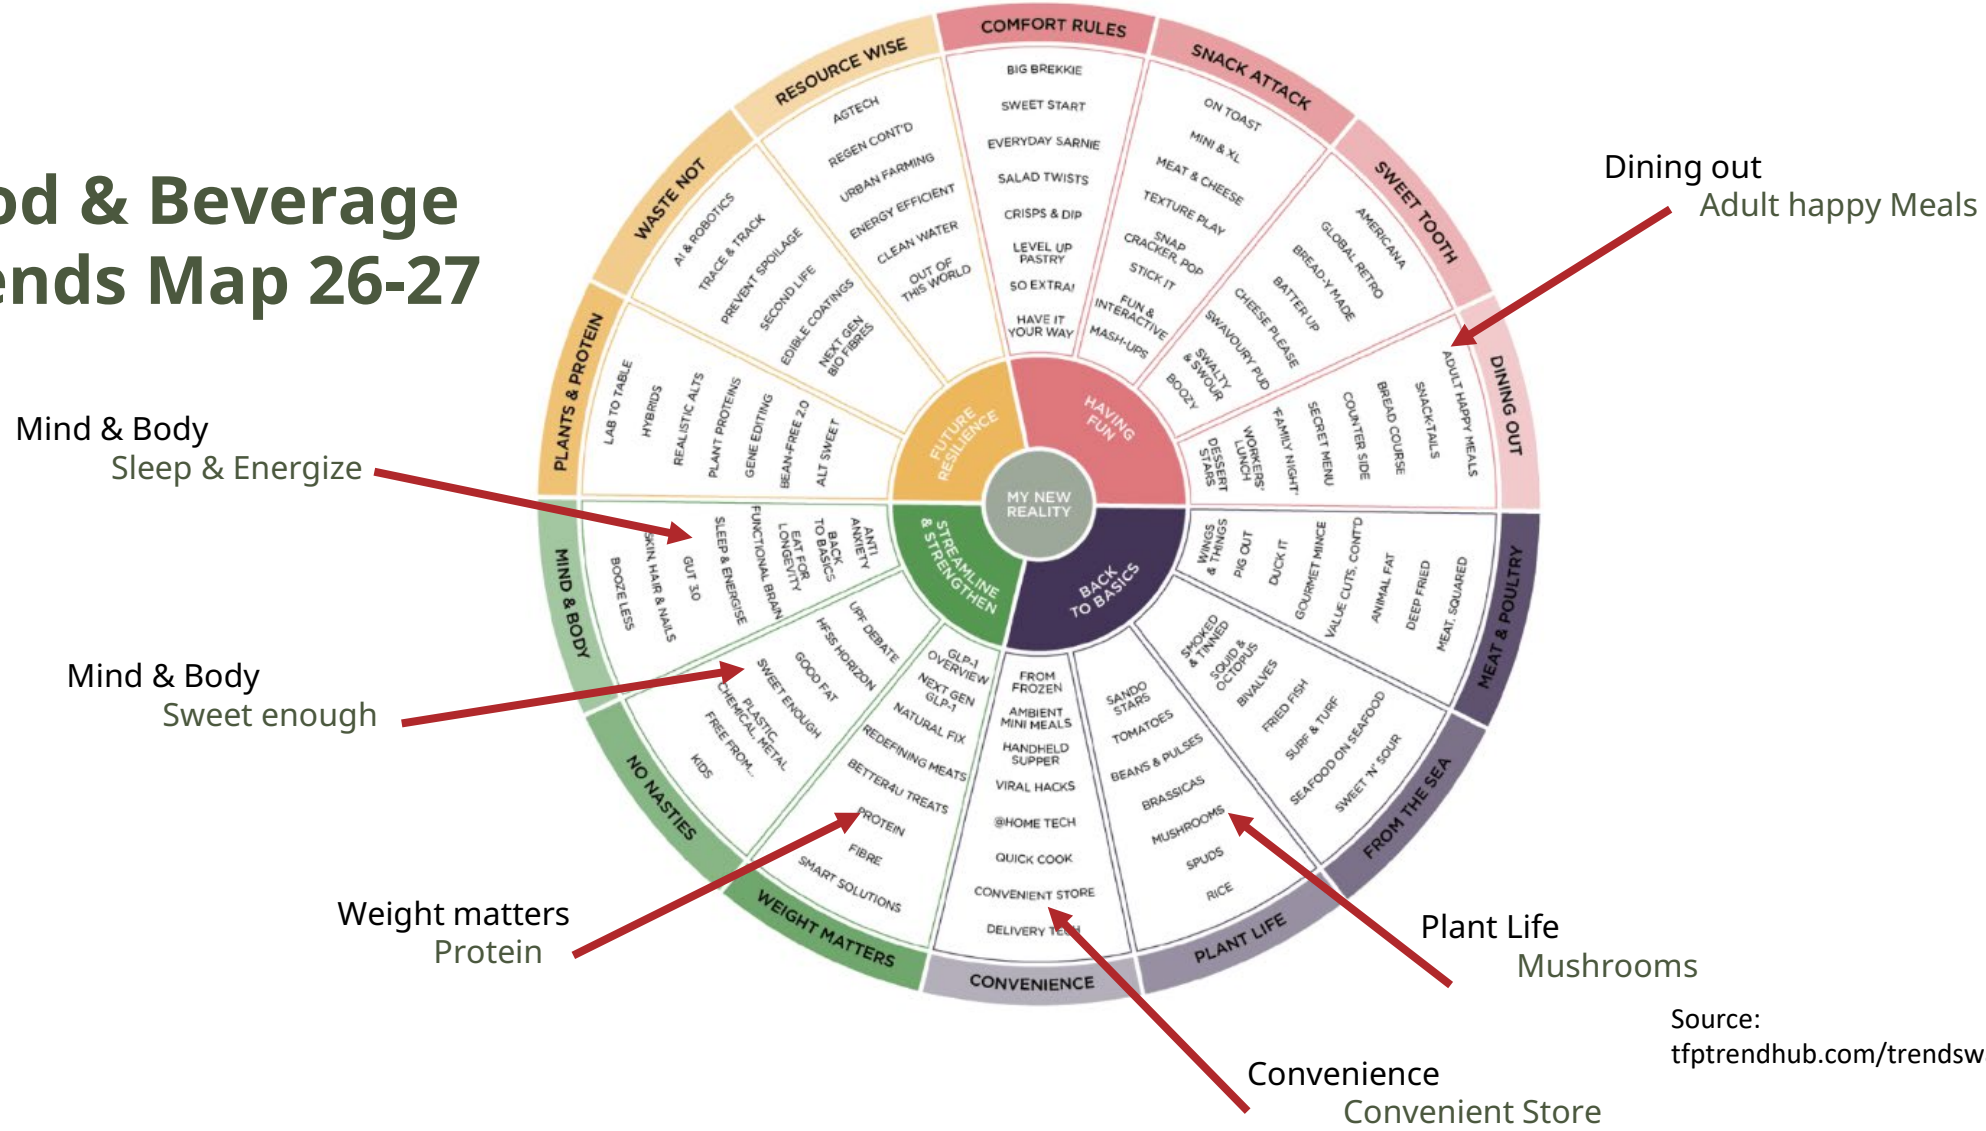 od & Beverage
ends Map 26-27
COMFORT RULES
BIG BREKKIE
SWEET START
EVERYDAY SARNIE
SALAD TWISTS
CRISPS & DIP
LEVEL UP
PASTRY
SO EXTRA!
HAVE IT
YOUR WAY
SNACK ATTACK
ON TOAST
MINI & XL
MEAT & CHEESE
TEXTURE PLAY
SNAP
CRACKER, POP
STICK IT
FUN &
INTERACTIVE
MASH-UPS
SWEET TOOTH
AMERICANA
GLOBAL RETRO
BREAD-Y MADE
BATTER UP
CHEESE PLEASE
SWAVOURY PUD
SWALTY
& SWOUR
BOOZY
DINING OUT
ADULT HAPPY MEALS
SNACK-TAILS
BREAD COURSE
COUNTER SIDE
SECRET MENU
'FAMILY NIGHT'
WORKERS'
LUNCH
DESSERT
STARS
MEAT & POULTRY
WINGS
& THINGS
PIG OUT
DUCK IT
GOURMET MINCE
VALUE CUTS, CONT'D
ANIMAL FAT
DEEP FRIED
MEAT, SQUARED
FROM THE SEA
SMOKED
& TINNED
SQUID &
OCTOPUS
BIVALVES
FRIED FISH
SURF & TURF
SEAFOOD ON SEAFOOD
SWEET 'N' SOUR
PLANT LIFE
SANDO
STARS
TOMATOES
BEANS & PULSES
BRASSICAS
MUSHROOMS
SPUDS
RICE
CONVENIENCE
FROM
FROZEN
AMBIENT
MINI MEALS
HANDHELD
SUPPER
VIRAL HACKS
@HOME TECH
QUICK COOK
CONVENIENT STORE
DELIVERY TECH
WEIGHT MATTERS
GLP-1
OVERVIEW
NEXT GEN
GLP-1
NATURAL FIX
REDEFINING MEATS
BETTER4U TREATS
PROTEIN
FIBRE
SMART SOLUTIONS
NO NASTIES
UPF DEBATE
HFSS HORIZON
GOOD FAT
SWEET ENOUGH
PLASTIC,
CHEMICAL, METAL
FREE FROM...
KIDS
MIND & BODY
ANTI
ANXIETY
BACK
TO BASICS
EAT FOR
LONGEVITY
FUNCTIONAL BRAIN
SLEEP & ENERGISE
GUT 3.0
SKIN, HAIR & NAILS
BOOZE LESS
PLANTS & PROTEIN
LAB TO TABLE
HYBRIDS
REALISTIC ALTS
PLANT PROTEINS
GENE EDITING
BEAN-FREE 2.0
ALT SWEET
WASTE NOT
AI & ROBOTICS
TRACE & TRACK
PREVENT SPOILAGE
SECOND LIFE
EDIBLE COATINGS
NEXT GEN
BIO FIBRES
RESOURCE WISE
AGTECH
REGEN CONT'D
URBAN FARMING
ENERGY EFFICIENT
CLEAN WATER
OUT OF
THIS WORLD
FUTURE
RESILIENCE
HAVING
FUN
MY NEW
REALITY
STREAMLINE
& STRENGTHEN
BACK
TO BASICS
Dining out
Adult happy Meals
Mind & Body
Sleep & Energize
Mind & Body
Sweet enough
Weight matters
Protein
Plant Life
Mushrooms
Convenience
Convenient Store
Source:
tfptrendhub.com/trendsw